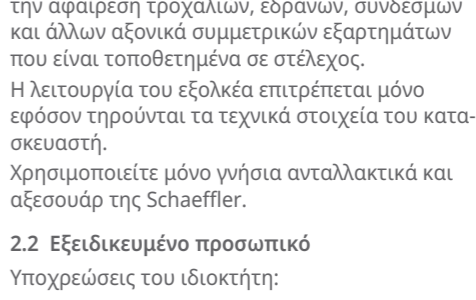 την αφαίρεση τροχαλιών, εδράνων, συνδέσμων
και άλλων αξονικά συμμετρικών εξαρτημάτων
που είναι τοποθετημένα σε στέλεχος.
Η λειτουργία του εξολκέα επιτρέπεται μόνο
εφόσον τηρούνται τα τεχνικά στοιχεία του κατα-
σκευαστή.
Χρησιμοποιείτε μόνο γνήσια ανταλλακτικά και
αξεσουάρ της Schaeffler.
2.2 Εξειδικευμένο προσωπικό
Υποχρεώσεις του ιδιοκτήτη: